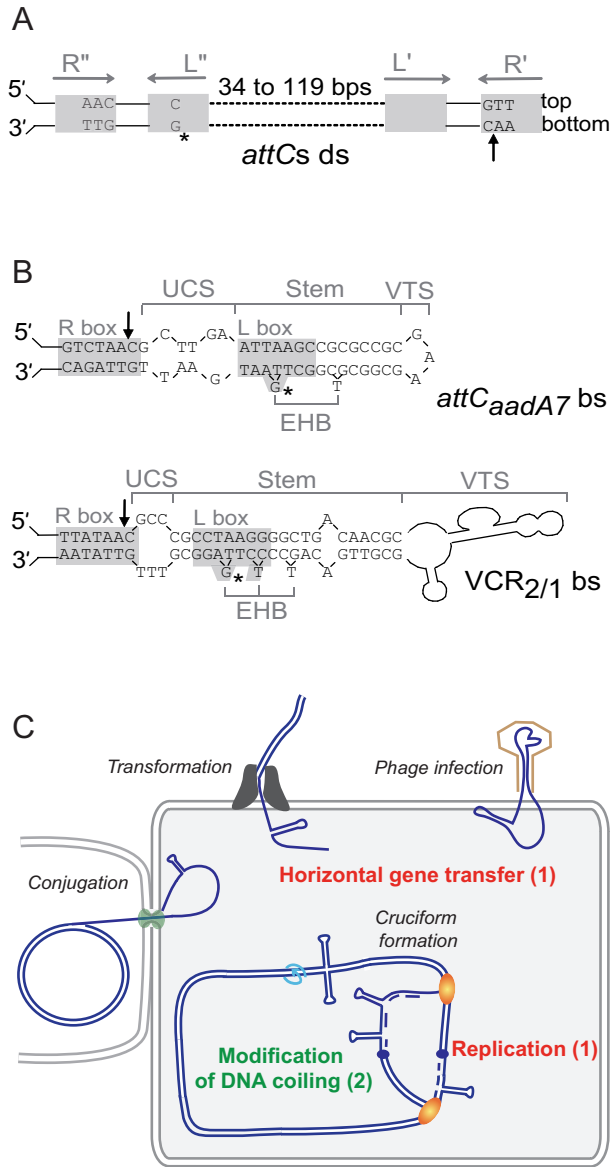 A
R" L" L' R'
5' AAC C 34 to 119 bps GTT top
3' TTG G CAA bottom
*
attCs ds
B
UCS Stem VTS
R box L box
5' GTCTAACG C T T GA ATTAAGCCGCGCCGC G
A
3' CAGATTGT A A T T G TAATTCGGCGCGGCG A
G * T
EHB
attCaadA7 bs
UCS Stem VTS
R box GCC L box A
5' TTATAAC CGCCTAAGGGGCTG CAACGC
3' AATATTG GCGGATTCCCCGAC GTTGCG
TTT G * T T A
EHB
VCR2/1 bs
C
Transformation
Phage infection
Conjugation
Horizontal gene transfer (1)
Cruciform
formation
Modification
of DNA coiling (2)
Replication (1)